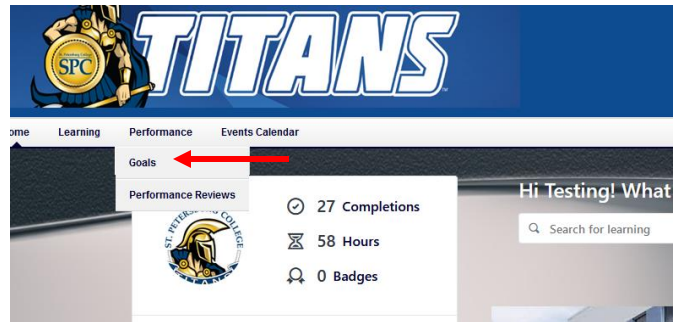 TITANS
SPC
ome Learning Performance Events Calendar
Goals
Performance Reviews
Hi Testing! What
Search for learning
ST. PETERSBURG COLLEGE
TITANS
27 Completions
58 Hours
0 Badges